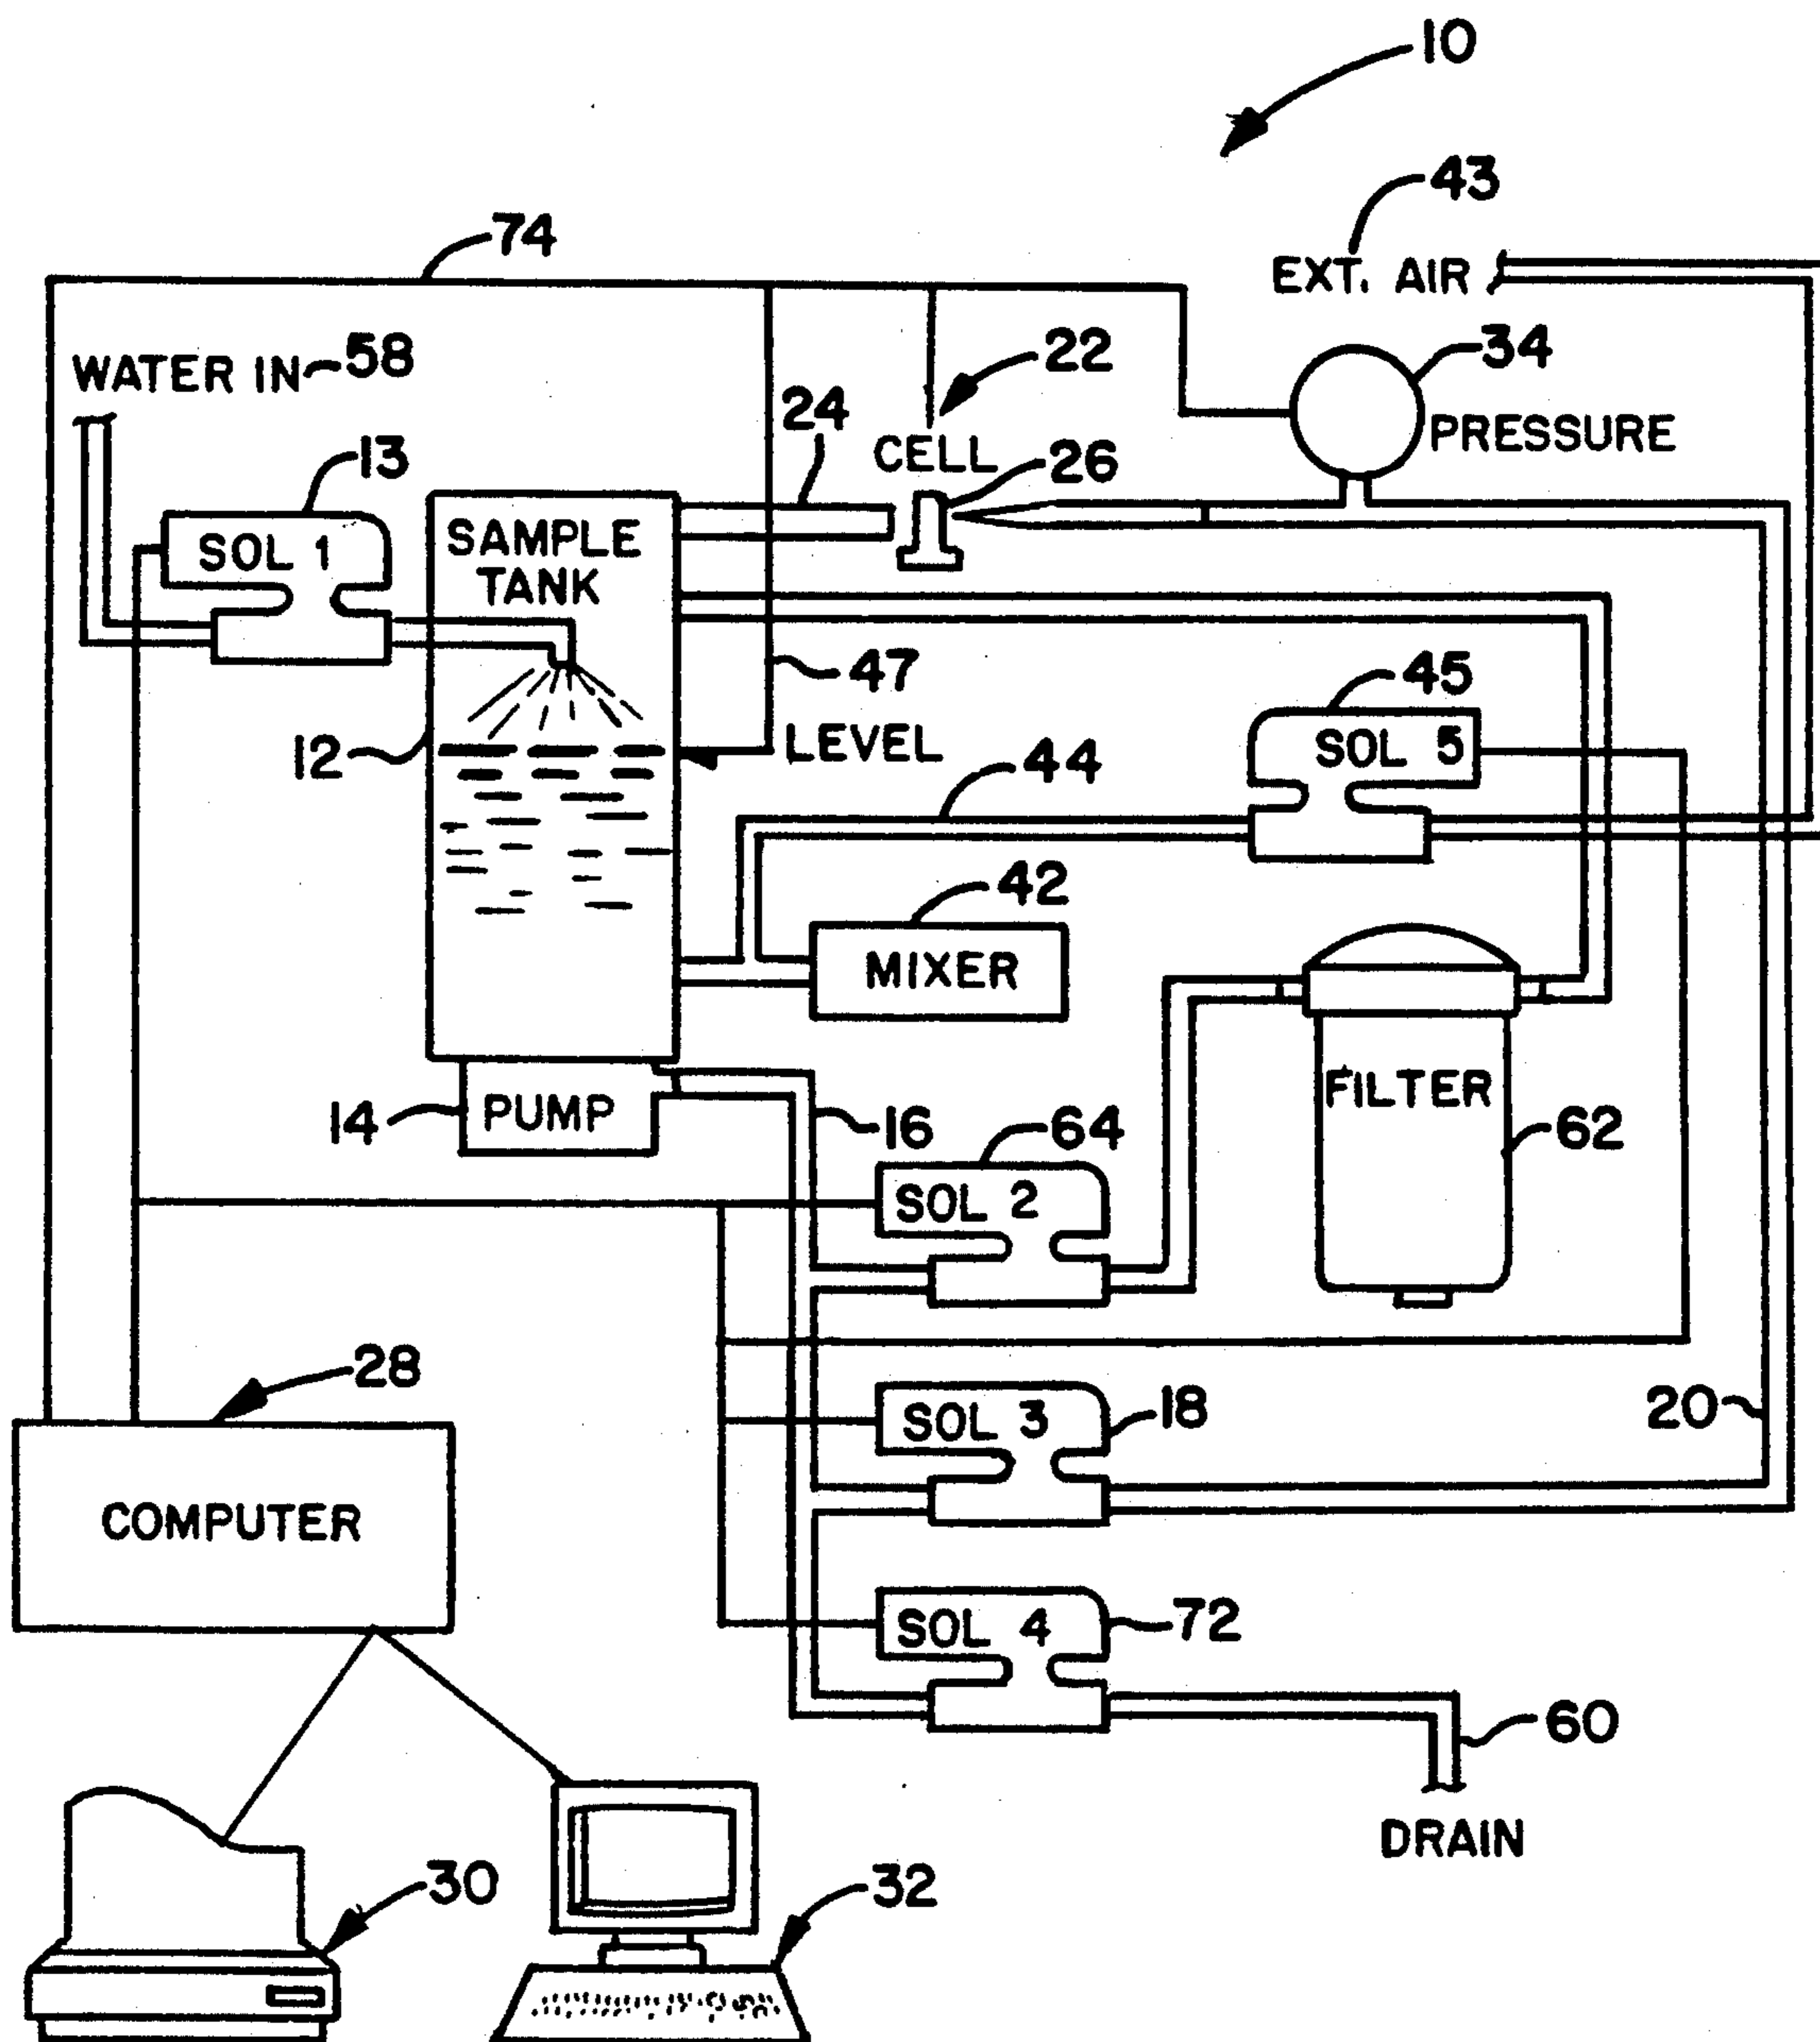 10
43
74
EXT. AIR
WATER IN 58
22
34
24
CELL
PRESSURE
13
26
SOL 1
SAMPLE
TANK
47
45
12
LEVEL
SOL 5
44
42
MIXER
FILTER
14
PUMP
16
64
62
SOL 2
28
SOL 3
18
20
COMPUTER
SOL 4
72
60
DRAIN
30
32